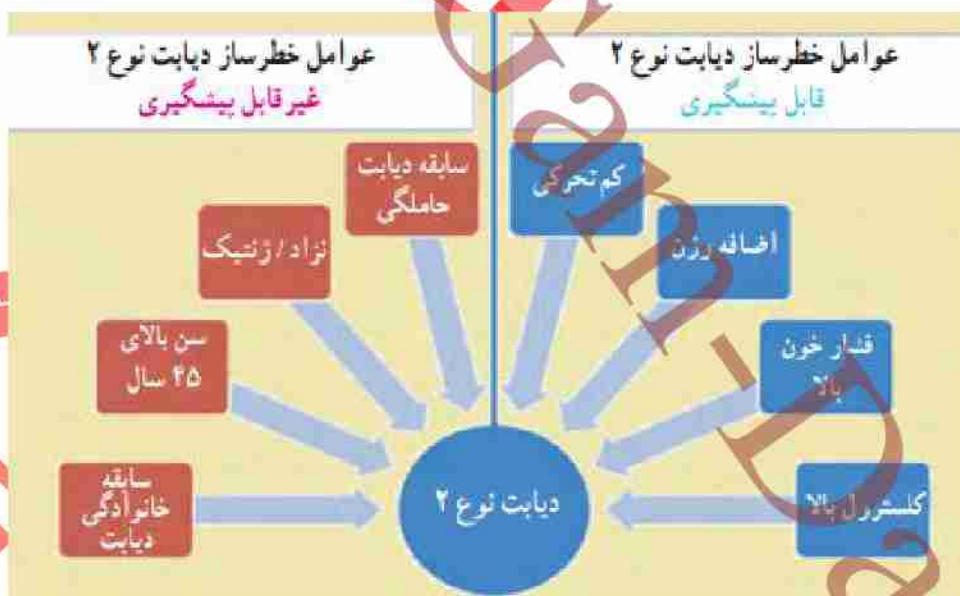 عوامل خطرساز دیابت نوع ۲
قابل پیشگیری
عوامل خطرساز دیابت نوع ۲
غیر قابل پیشگیری
کم تحرکی
اضافه وزن
فشار خون
بالا
کلسترول بالا
سابقه دیابت
حاملگی
نژاد / ژنتیک
سن بالای
۴۵ سال
سابقه
خانوادگی
دیابت
دیابت نوع ۲
Gam-Da